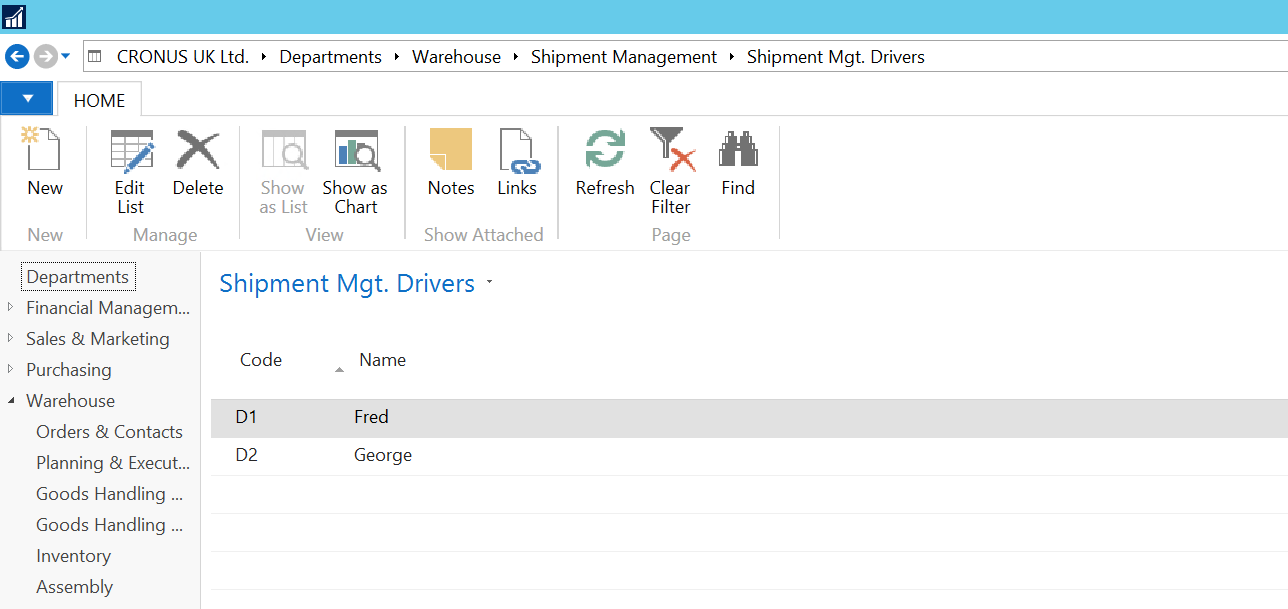 CRONUS UK Ltd. Departments Warehouse Shipment Management Shipment Mgt. Drivers
HOME
New Edit List Delete Show as List Show as Chart Notes Links Refresh Clear Filter Find
New Manage View Show Attached Page
Departments
Financial Managem...
Sales & Marketing
Purchasing
Warehouse
Orders & Contacts
Planning & Execut...
Goods Handling ...
Goods Handling ...
Inventory
Assembly
Shipment Mgt. Drivers
Code Name
D1 Fred
D2 George